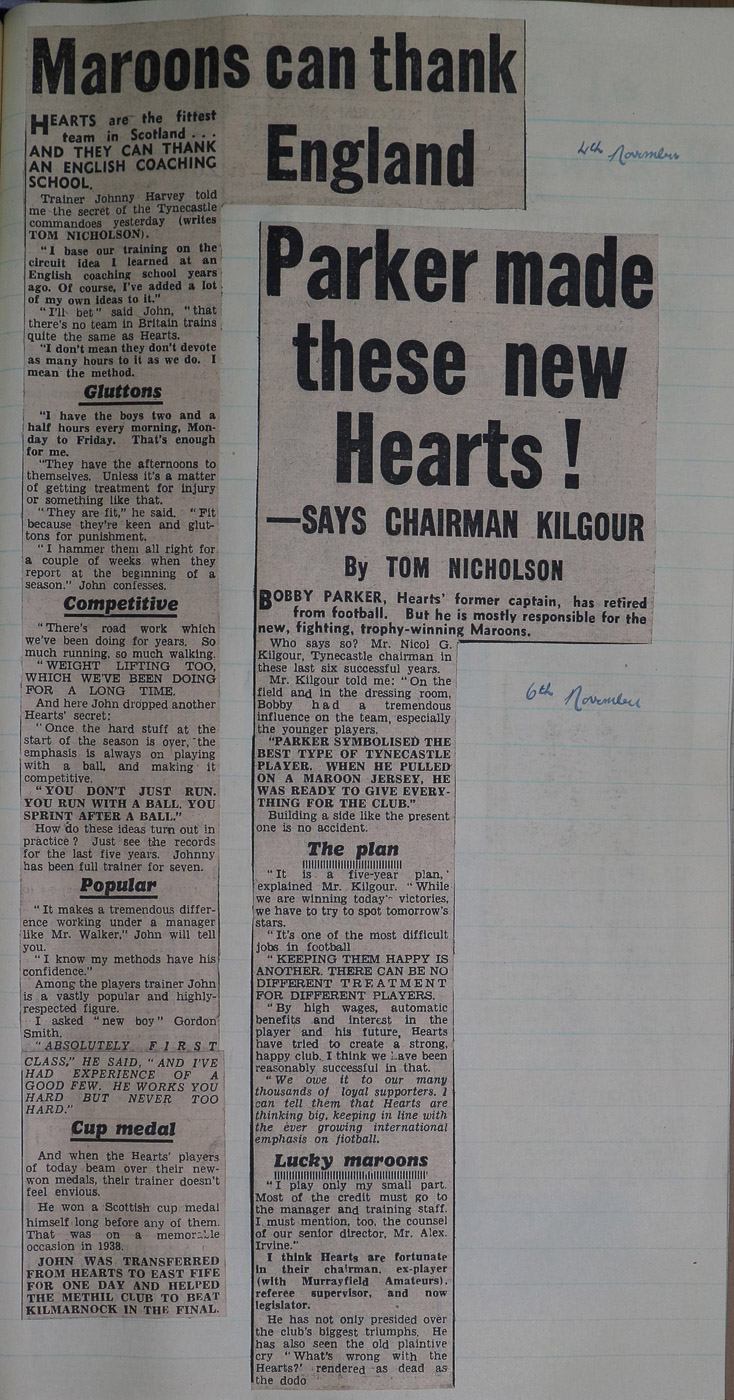 Maroons can thank
England
HEARTS are the fittest
team in Scotland . . .
AND THEY CAN THANK
AN ENGLISH COACHING
SCHOOL.
Trainer Johnny Harvey told
me the secret of the Tynecastle
commandoes yesterday (writes
TOM NICHOLSON).
"I base our training on the
circuit idea I learned at an
English coaching school years
ago. Of course, I've added a lot
of my own ideas to it."
"I'll bet" said John, "that
there's no team in Britain trains
quite the same as Hearts.
"I don't mean they don't devote
as many hours to it as we do. I
mean the method.
Gluttons
"I have the boys two and a
half hours every morning, Mon-
day to Friday. That's enough
for me.
"They have the afternoons to
themselves. Unless it's a matter
of getting treatment for injury
or something like that.
"They are fit," he said. "Fit
because they're keen and glut-
tons for punishment.
"I hammer them all right for
a couple of weeks when they
report at the beginning of a
season." John confesses.
Competitive
"There's road work which
we've been doing for years. So
much running, so much walking.
"WEIGHT LIFTING TOO,
WHICH WE'VE BEEN DOING
FOR A LONG TIME.
And here John dropped another
Hearts' secret:
"Once the hard stuff at the
start of the season is over, the
emphasis is always on playing
with a ball, and making it
competitive.
"YOU DON'T JUST RUN.
YOU RUN WITH A BALL. YOU
SPRINT AFTER A BALL."
How do these ideas turn out in
practice? Just see the records
for the last five years. Johnny
has been full trainer for seven.
Popular
"It makes a tremendous differ-
ence working under a manager
like Mr. Walker," John will tell
you.
"I know my methods have his
confidence."
Among the players trainer John
is a vastly popular and highly-
respected figure.
I asked "new boy" Gordon
Smith.
"ABSOLUTELY FIRST
CLASS," HE SAID, "AND I'VE
HAD EXPERIENCE OF A
GOOD FEW. HE WORKS YOU
HARD BUT NEVER TOO
HARD."
Cup medal
And when the Hearts' players
of today beam over their new-
won medals, their trainer doesn't
feel envious.
He won a Scottish cup medal
himself long before any of them.
That was on a memorable
occasion in 1938.
JOHN WAS TRANSFERRED
FROM HEARTS TO EAST FIFE
FOR ONE DAY AND HELPED
THE METHIL CLUB TO BEAT
KILMARNOCK IN THE FINAL.
4th November
Parker made
these new
Hearts!
—SAYS CHAIRMAN KILGOUR
By TOM NICHOLSON
BOBBY PARKER, Hearts' former captain, has retired
from football. But he is mostly responsible for the
new, fighting, trophy-winning Maroons.
Who says so? Mr. Nicol G.
Kilgour, Tynecastle chairman in
these last six successful years.
Mr. Kilgour told me: "On the
field and in the dressing room,
Bobby had a tremendous
influence on the team, especially
the younger players.
"PARKER SYMBOLISED THE
BEST TYPE OF TYNECASTLE
PLAYER. WHEN HE PULLED
ON A MAROON JERSEY, HE
WAS READY TO GIVE EVERY-
THING FOR THE CLUB."
Building a side like the present
one is no accident.
The plan
"It is a five-year plan,'
explained Mr. Kilgour. "While
we are winning today's victories,
we have to try to spot tomorrow's
stars.
"It's one of the most difficult
jobs in football
"KEEPING THEM HAPPY IS
ANOTHER. THERE CAN BE NO
DIFFERENT TREATMENT
FOR DIFFERENT PLAYERS.
"By high wages, automatic
benefits and interest in the
player and his future, Hearts
have tried to create a strong,
happy club. I think we have been
reasonably successful in that.
"We owe it to our many
thousands of loyal supporters. I
can tell them that Hearts are
thinking big, keeping in line with
the ever growing international
emphasis on fiotball.
Lucky maroons
"I play only my small part.
Most of the credit must go to
the manager and training staff.
I must mention, too, the counsel
of our senior director, Mr. Alex.
Irvine."
I think Hearts are fortunate
in their chairman, ex-player
(with Murrayfield Amateurs),
referee supervisor, and now
legislator.
He has not only presided over
the club's biggest triumphs. He
has also seen the old plaintive
cry "What's wrong with the
Hearts?' rendered as dead as
the dodo
6th November